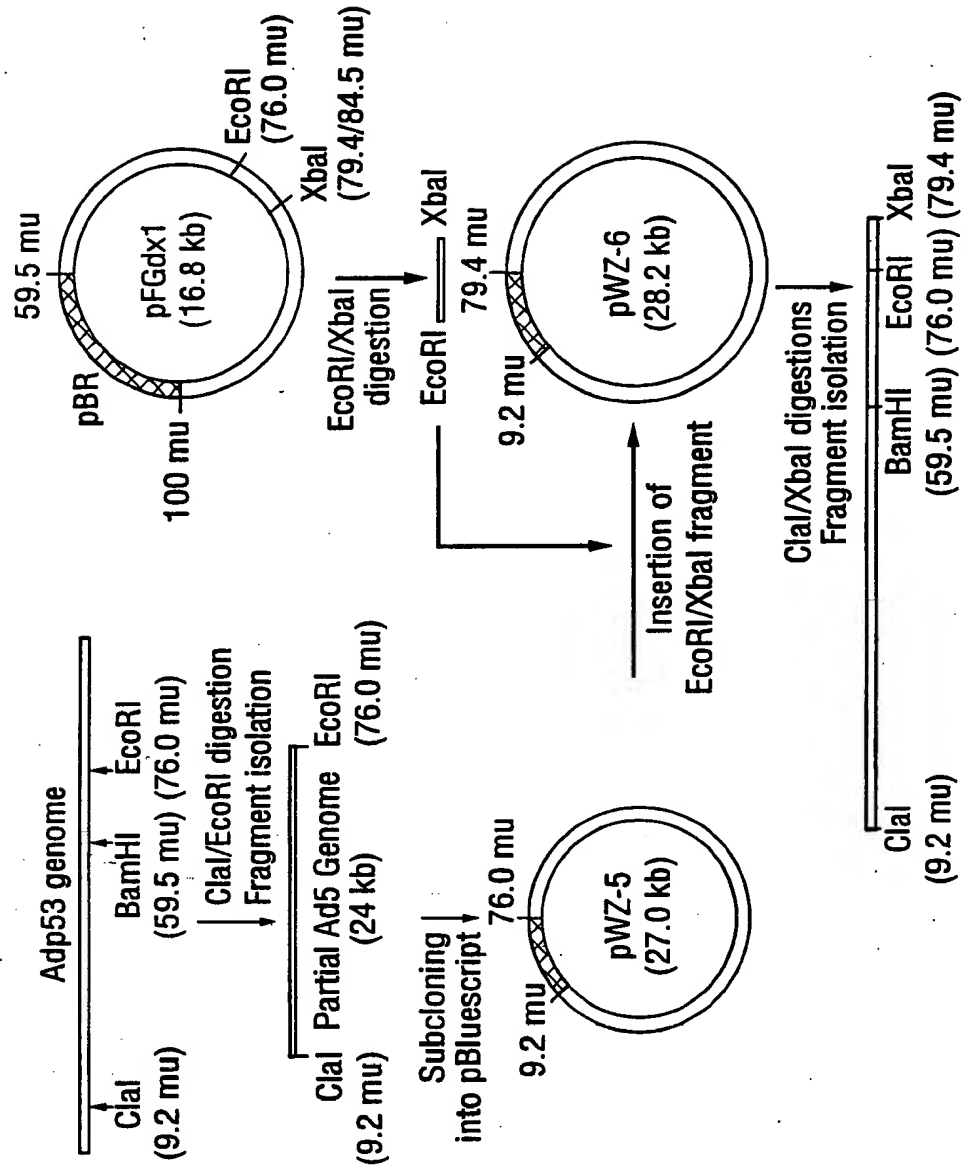 Adp53 genome
ClaI
(9.2 mu)
BamHI
(59.5 mu)
EcoRI
(76.0 mu)
ClaI/EcoRI digestion
Fragment isolation
ClaI
(9.2 mu)
Partial Ad5 Genome
(24 kb)
EcoRI
(76.0 mu)
Subcloning
into pBluescript
76.0 mu
9.2 mu
pWZ-5
(27.0 kb)
59.5 mu
pBR
100 mu
pFGdx1
(16.8 kb)
EcoRI
(76.0 mu)
XbaI
(79.4/84.5 mu)
EcoRI/XbaI
digestion
EcoRI
XbaI
Insertion of
EcoRI/XbaI fragment
79.4 mu
9.2 mu
pWZ-6
(28.2 kb)
ClaI/XbaI digestions
Fragment isolation
ClaI
(9.2 mu)
BamHI
(59.5 mu)
EcoRI
(76.0 mu)
XbaI
(79.4 mu)